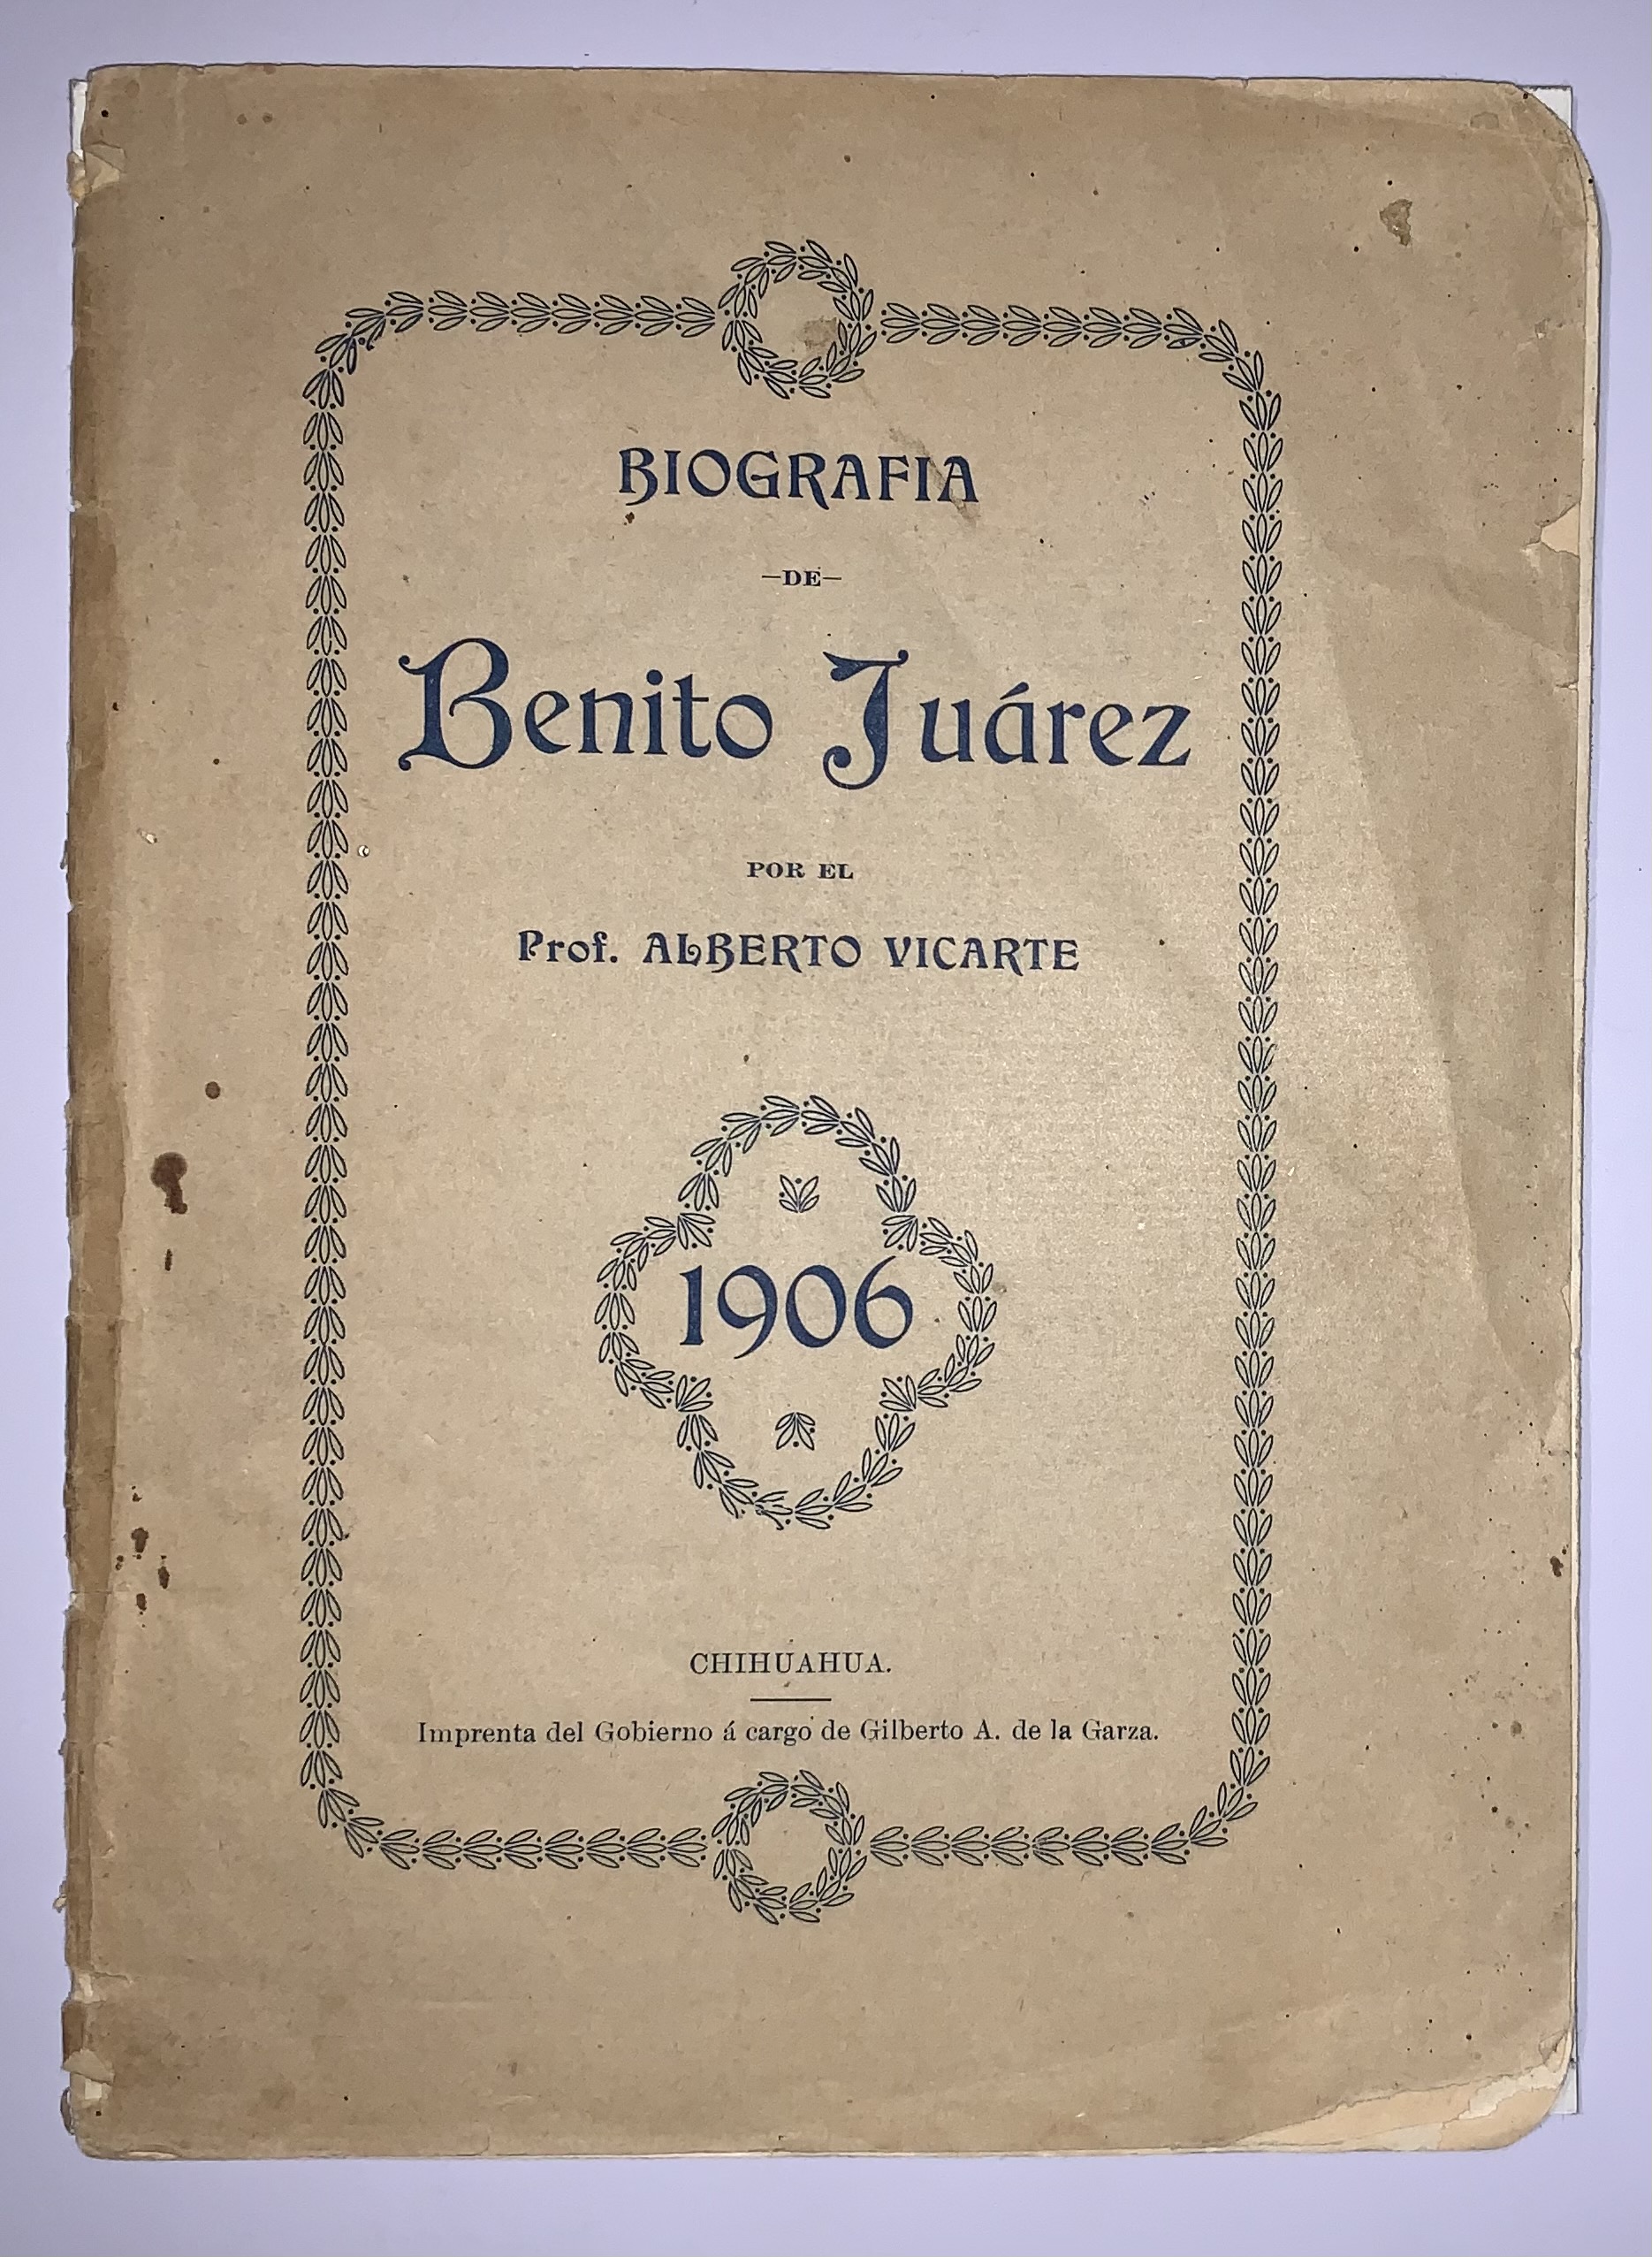 BIOGRAFIA
—DE—
Benito Juárez
POR EL
Prof. ALBERTO VICARTE
1906
CHIHUAHUA.
Imprenta del Gobierno á cargo de Gilberto A. de la Garza.